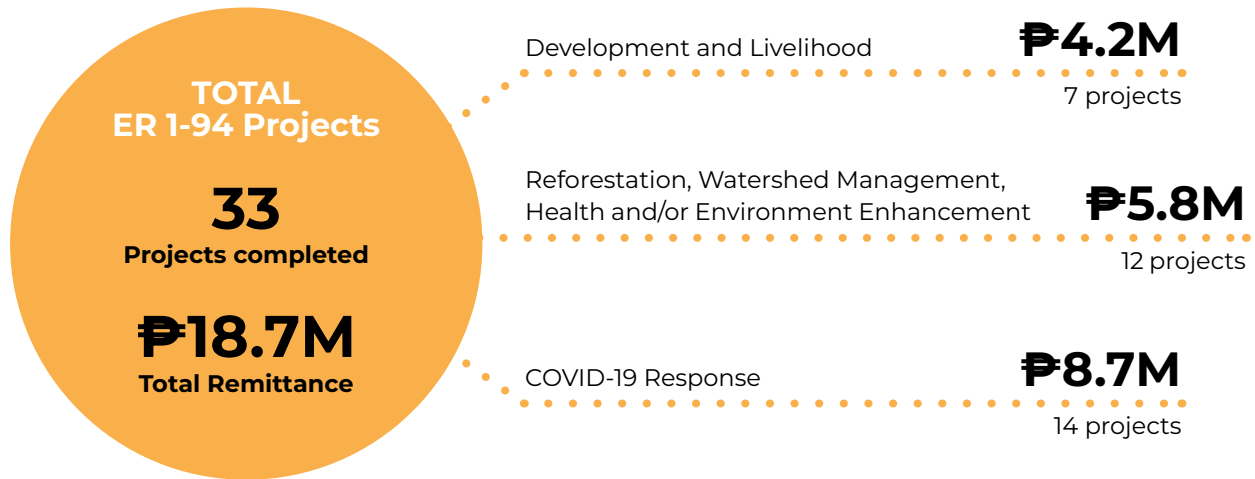 TOTAL
ER 1-94 Projects
33
Projects completed
₱18.7M
Total Remittance
Development and Livelihood
₱4.2M
7 projects
Reforestation, Watershed Management,
Health and/or Environment Enhancement
₱5.8M
12 projects
COVID-19 Response
₱8.7M
14 projects